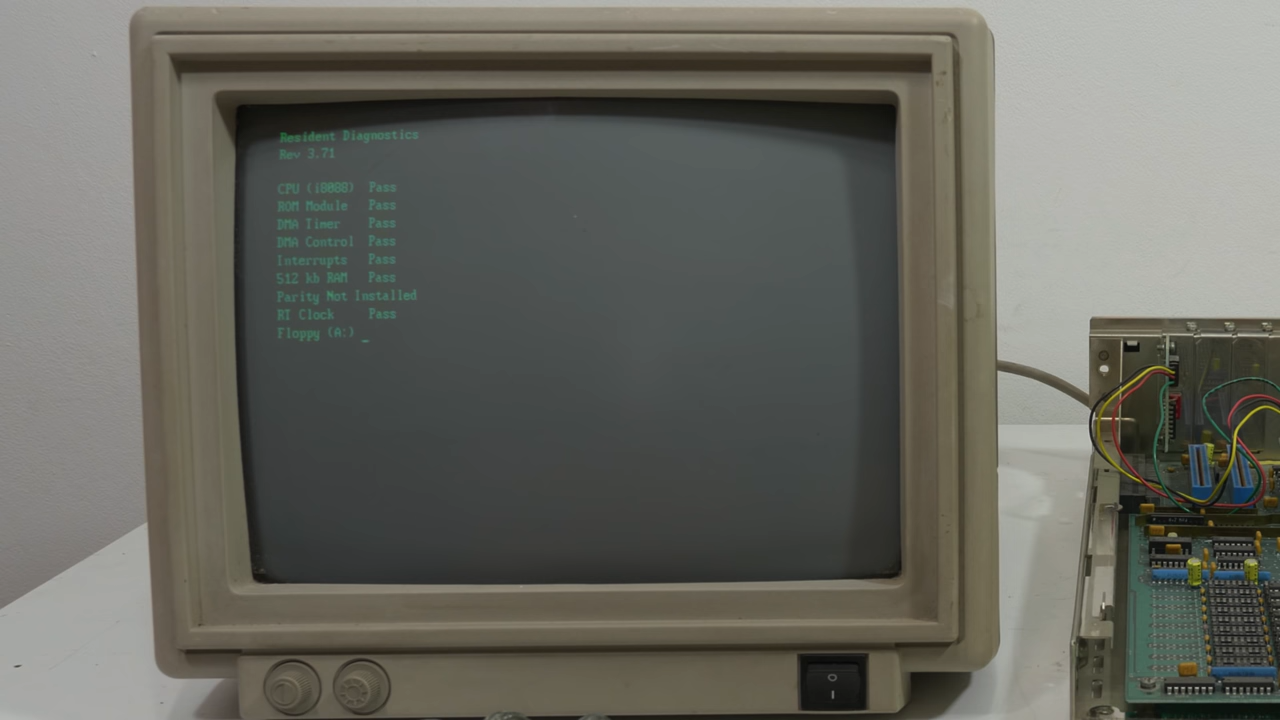 Resident Diagnostics
Rev 3.71
CPU (i8088) Pass
ROM Module Pass
DMA Timer Pass
DMA Control Pass
Interrupts Pass
512 kb RAM Pass
Parity Not Installed
RT Clock Pass
Floppy (A:) _